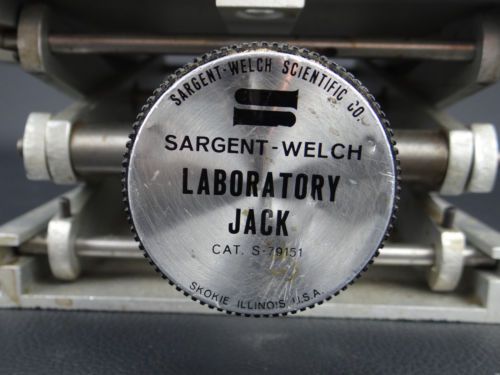 SARGENT-WELCH SCIENTIFIC CO.
SARGENT-WELCH
LABORATORY
JACK
CAT. S-79151
SKOKIE ILLINOIS U.S.A.